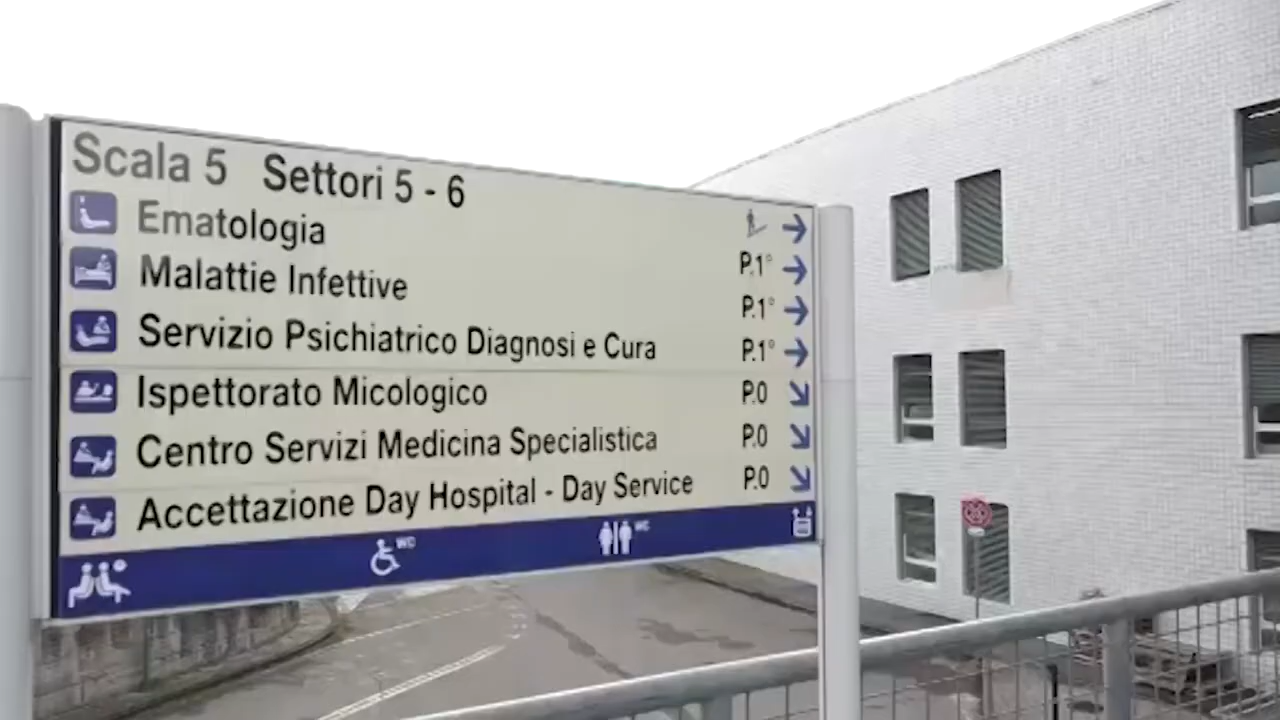 Scala 5 Settori 5 - 6
Ematologia
Malattie Infettive P.1°
Servizio Psichiatrico Diagnosi e Cura P.1°
P.1°
Ispettorato Micologico P.0
Centro Servizi Medicina Specialistica P.0
Accettazione Day Hospital - Day Service P.0
WC WC